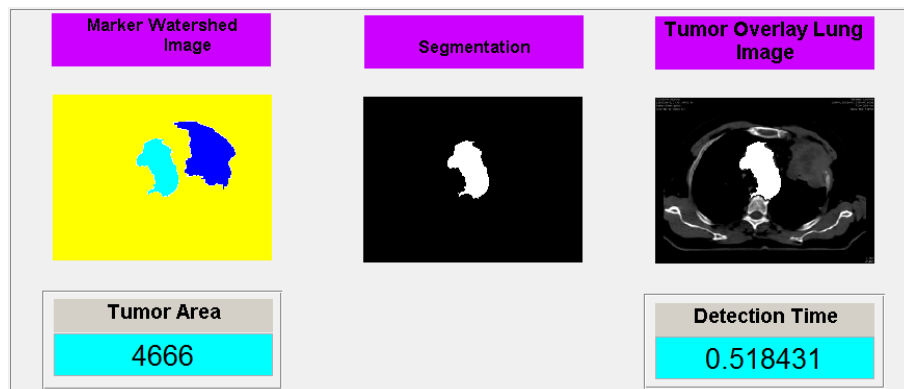 Marker Watershed
Image
Segmentation
Tumor Overlay Lung
Image
Tumor Area
4666
Detection Time
0.518431